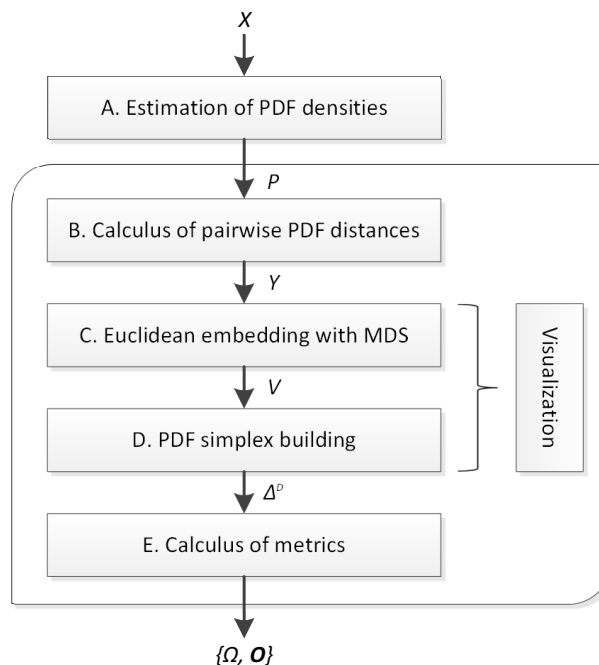 X
A. Estimation of PDF densities
P
B. Calculus of pairwise PDF distances
Y
C. Euclidean embedding with MDS
Visualization
V
D. PDF simplex building
Δᴰ
E. Calculus of metrics
{Ω, O}